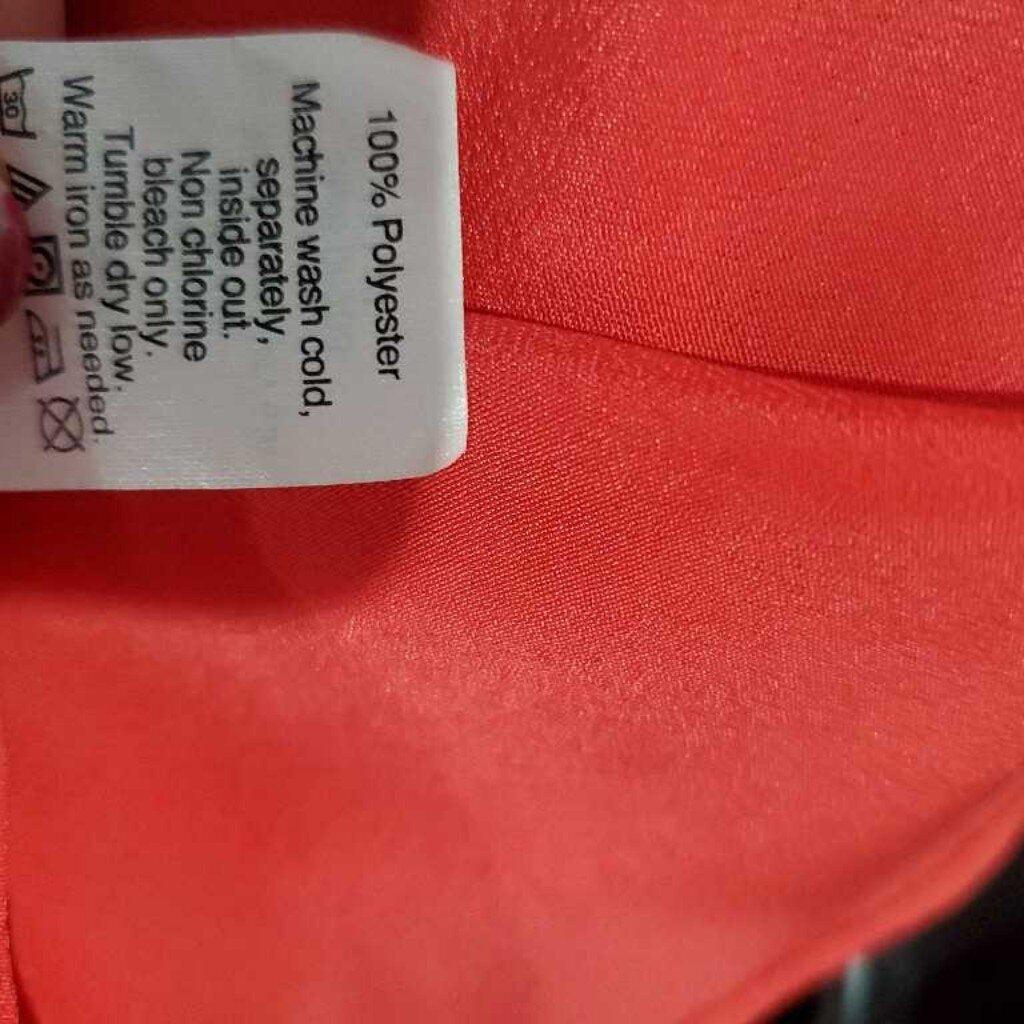 100% Polyester
Machine wash cold,
separately,
inside out.
Non chlorine
bleach only.
Tumble dry low.
Warm iron as needed.
30